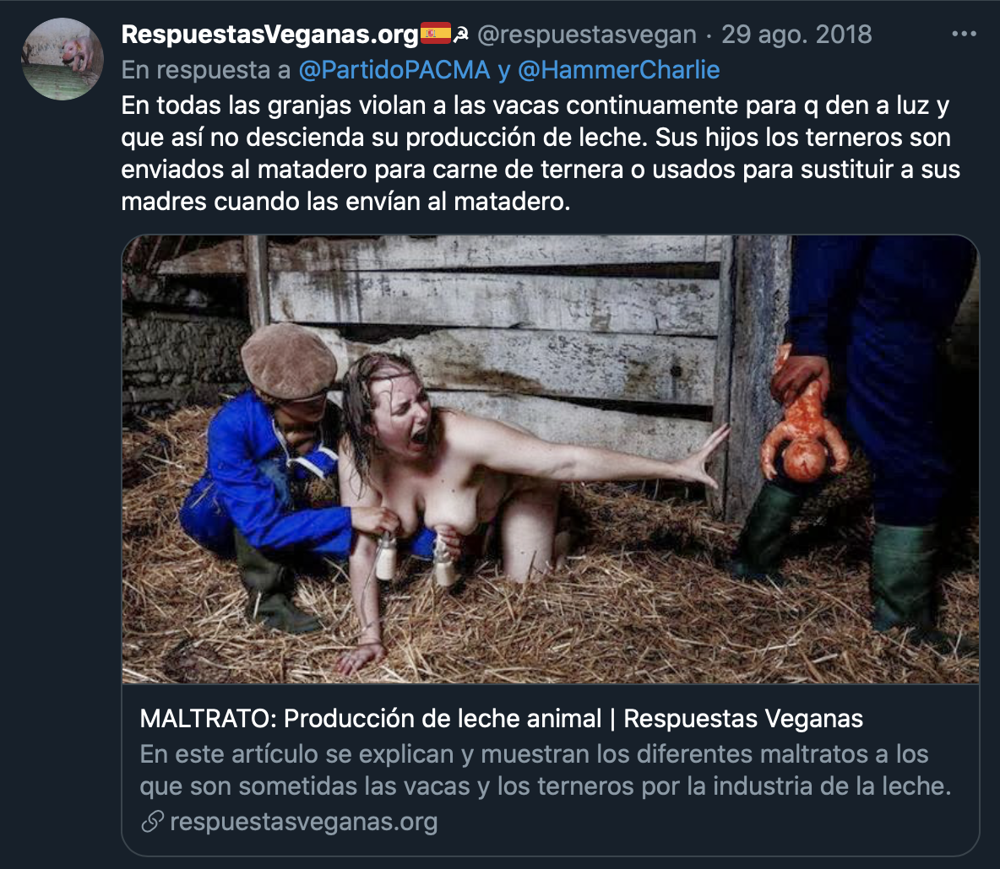 RespuestasVeganas.org🇪🇸☭ @respuestasvegan · 29 ago. 2018
En respuesta a @PartidoPACMA y @HammerCharlie
En todas las granjas violan a las vacas continuamente para q den a luz y
que así no descienda su producción de leche. Sus hijos los terneros son
enviados al matadero para carne de ternera o usados para sustituir a sus
madres cuando las envían al matadero.
MALTRATO: Producción de leche animal | Respuestas Veganas
En este artículo se explican y muestran los diferentes maltratos a los
que son sometidas las vacas y los terneros por la industria de la leche.
respuestasveganas.org